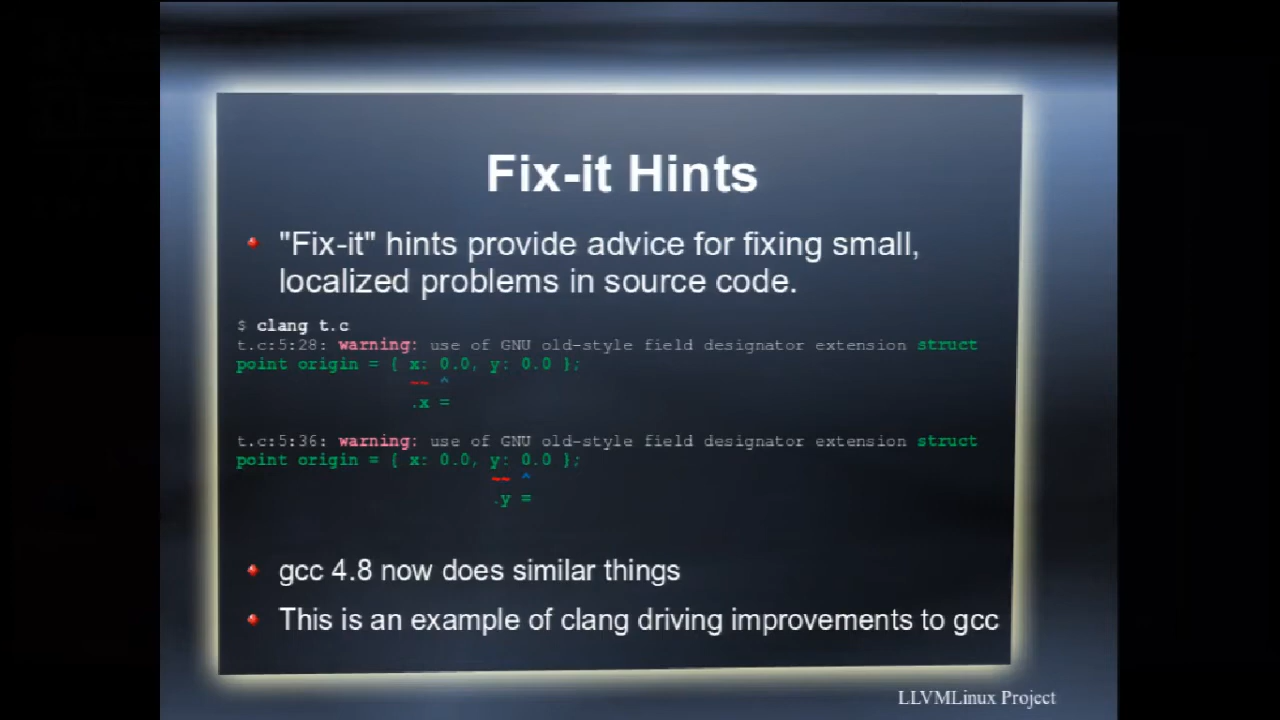 Fix-it Hints
"Fix-it" hints provide advice for fixing small,
localized problems in source code.
$ clang t.c
t.c:5:28: warning: use of GNU old-style field designator extension struct
point origin = { x: 0.0, y: 0.0 };
~~ ^
.x =
t.c:5:36: warning: use of GNU old-style field designator extension struct
point origin = { x: 0.0, y: 0.0 };
~~ ^
.y =
gcc 4.8 now does similar things
This is an example of clang driving improvements to gcc
LLVMLinux Project